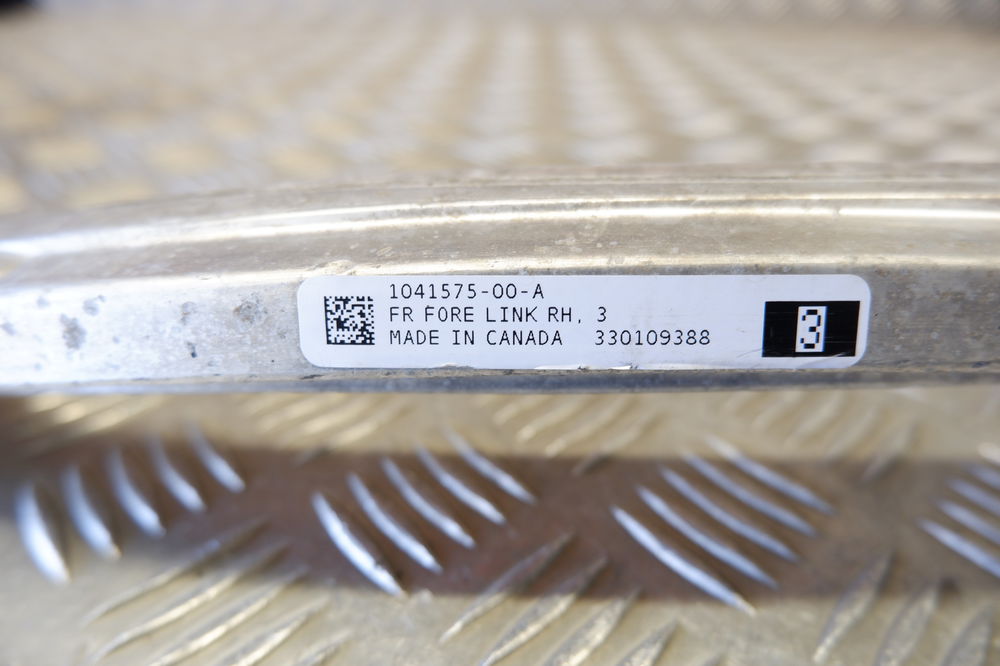 1041575-00-A
FR FORE LINK RH, 3
MADE IN CANADA 330109388
3